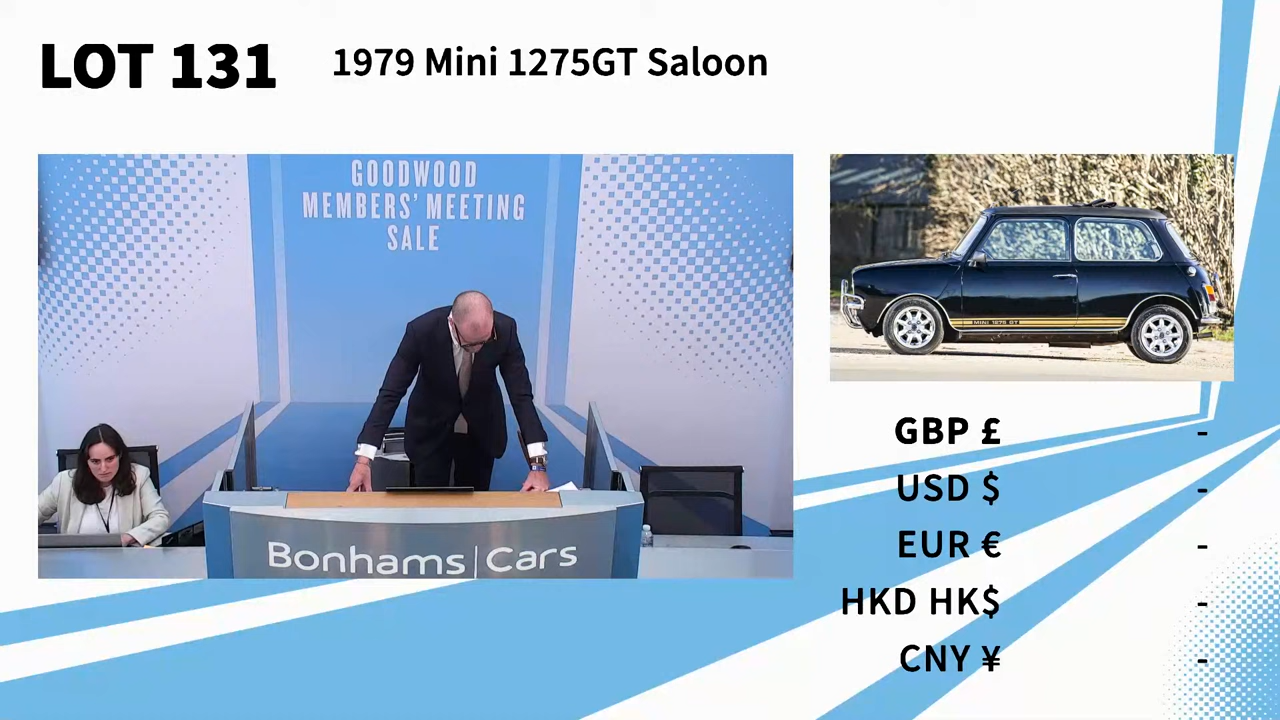 LOT 131
1979 Mini 1275GT Saloon
GOODWOOD
MEMBERS' MEETING
SALE
MINI 1275 GT
Bonhams|Cars
GBP £ -
USD $ -
EUR € -
HKD HK$ -
CNY ¥ -